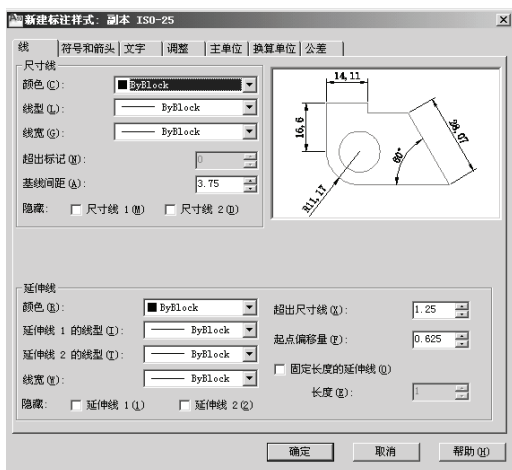 新建标注样式: 副本 ISO-25
线 符号和箭头 文字 调整 主单位 换算单位 公差
尺寸线
颜色(C): ByBlock
线型(L): ByBlock
线宽(G): ByBlock
超出标记(N): 0
基线间距(A): 3.75
隐藏: 尺寸线 1(M) 尺寸线 2(D)
14,11
16,6
28,07
60°
R11,17
延伸线
颜色(R): ByBlock
延伸线 1 的线型(I): ByBlock
延伸线 2 的线型(T): ByBlock
线宽(W): ByBlock
隐藏: 延伸线 1(1) 延伸线 2(2)
超出尺寸线(X): 1.25
起点偏移量(F): 0.625
固定长度的延伸线(O)
长度(E): 1
确定 取消 帮助(H)